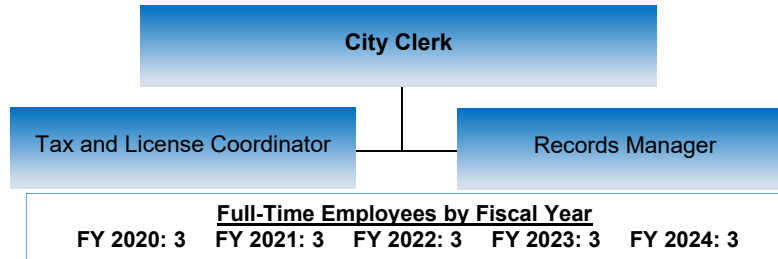 City Clerk
Tax and License Coordinator
Records Manager
Full-Time Employees by Fiscal Year
FY 2020: 3 FY 2021: 3 FY 2022: 3 FY 2023: 3 FY 2024: 3